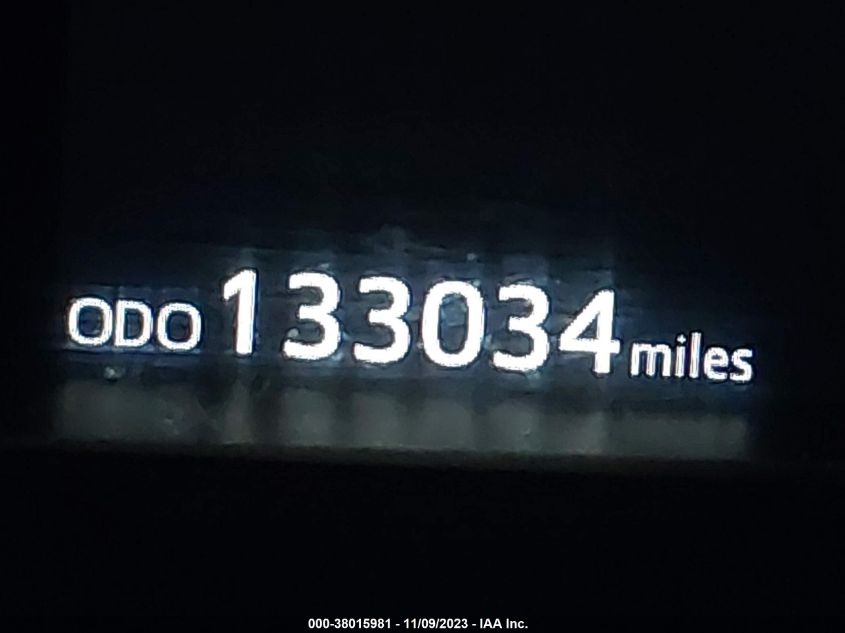 ODO 133034 miles
000-38015981 - 11/09/2023 - IAA Inc.